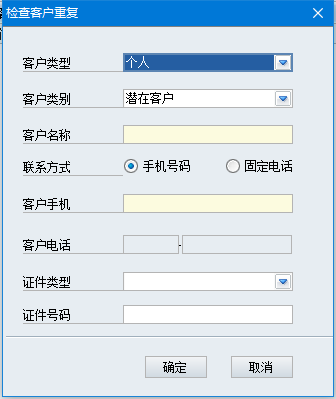 检查客户重复
客户类型 个人
客户类别 潜在客户
客户名称
联系方式 手机号码 固定电话
客户手机
客户电话 -
证件类型
证件号码
确定 取消